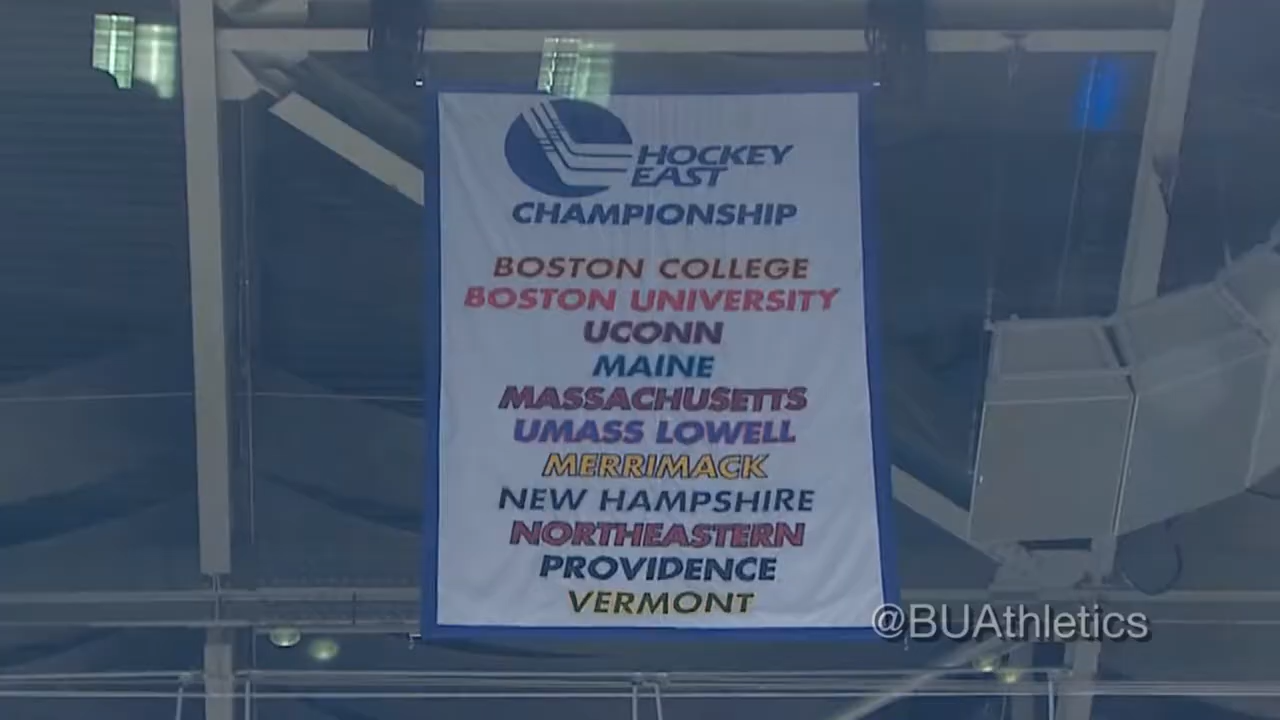 HOCKEY
EAST
CHAMPIONSHIP
BOSTON COLLEGE
BOSTON UNIVERSITY
UCONN
MAINE
MASSACHUSETTS
UMASS LOWELL
MERRIMACK
NEW HAMPSHIRE
NORTHEASTERN
PROVIDENCE
VERMONT
@BUAthletics